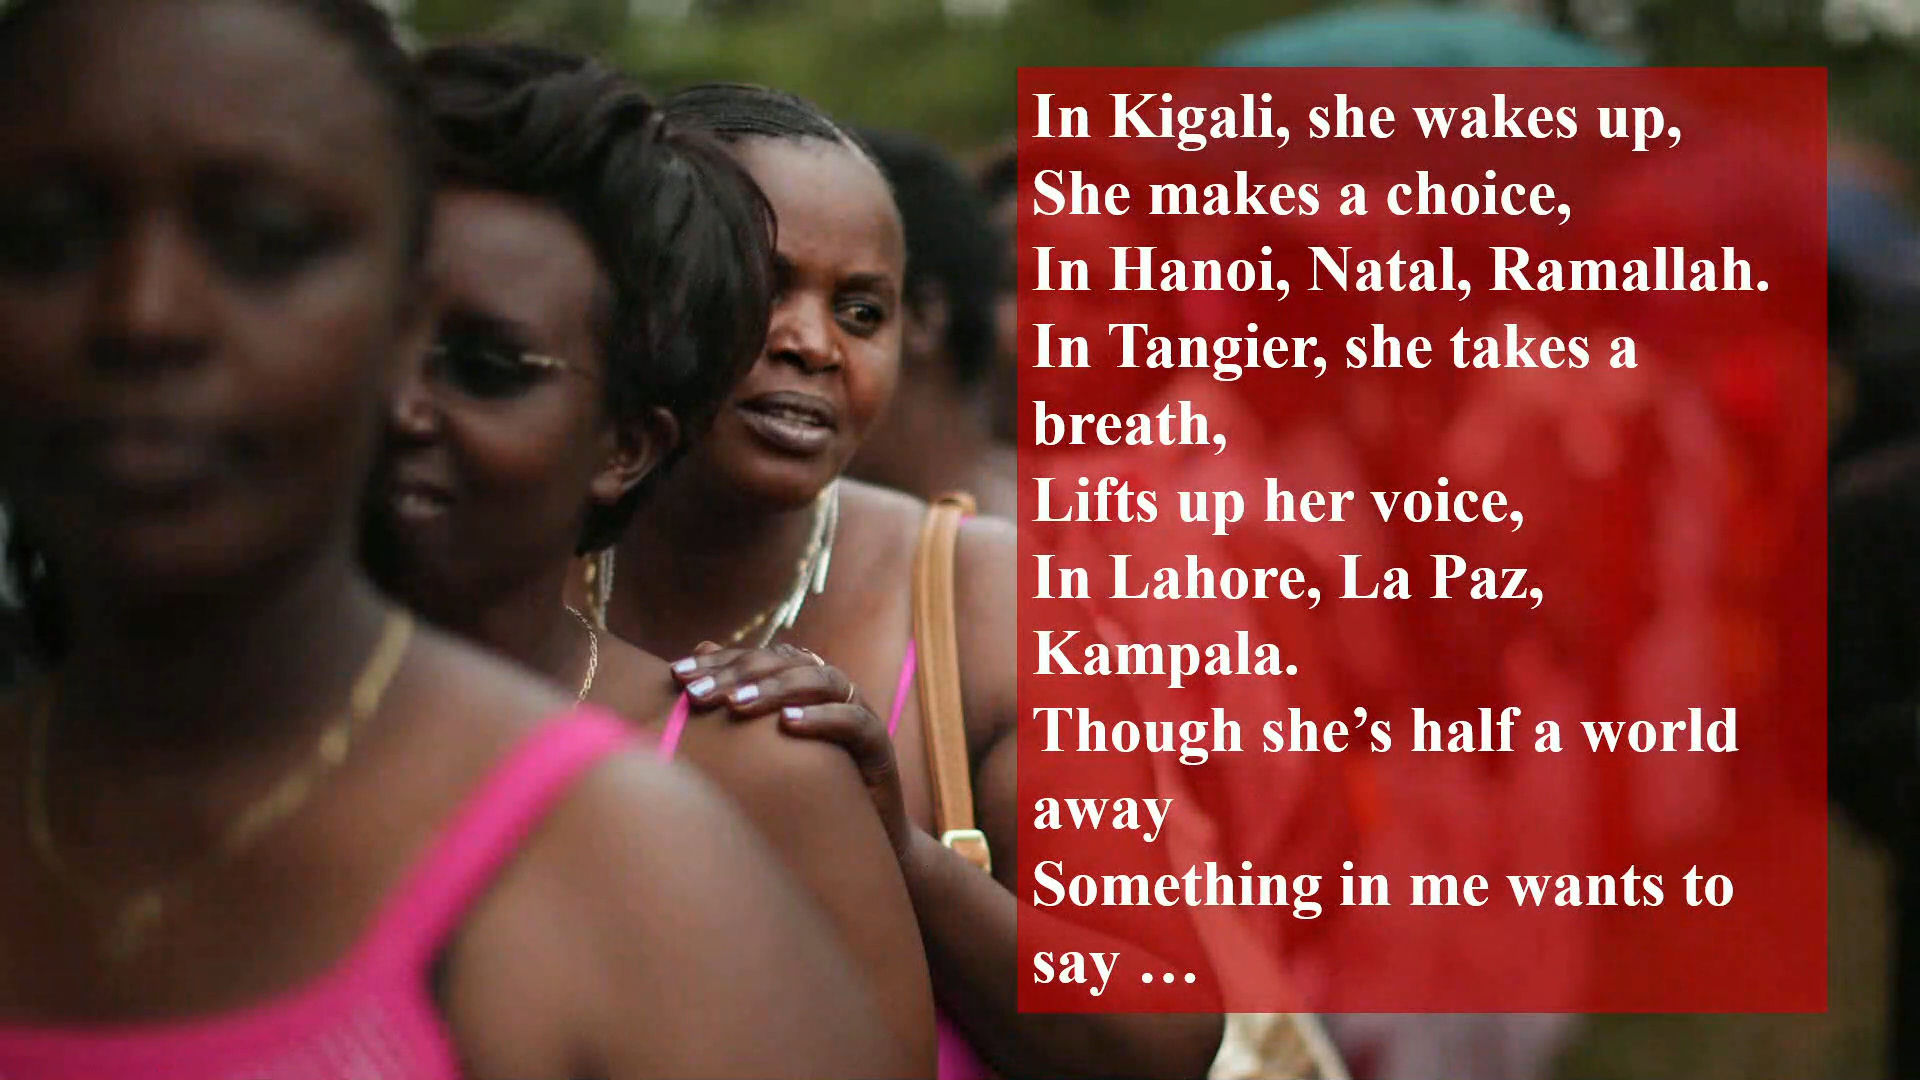 In Kigali, she wakes up,
She makes a choice,
In Hanoi, Natal, Ramallah.
In Tangier, she takes a
breath,
Lifts up her voice,
In Lahore, La Paz,
Kampala.
Though she’s half a world
away
Something in me wants to
say …